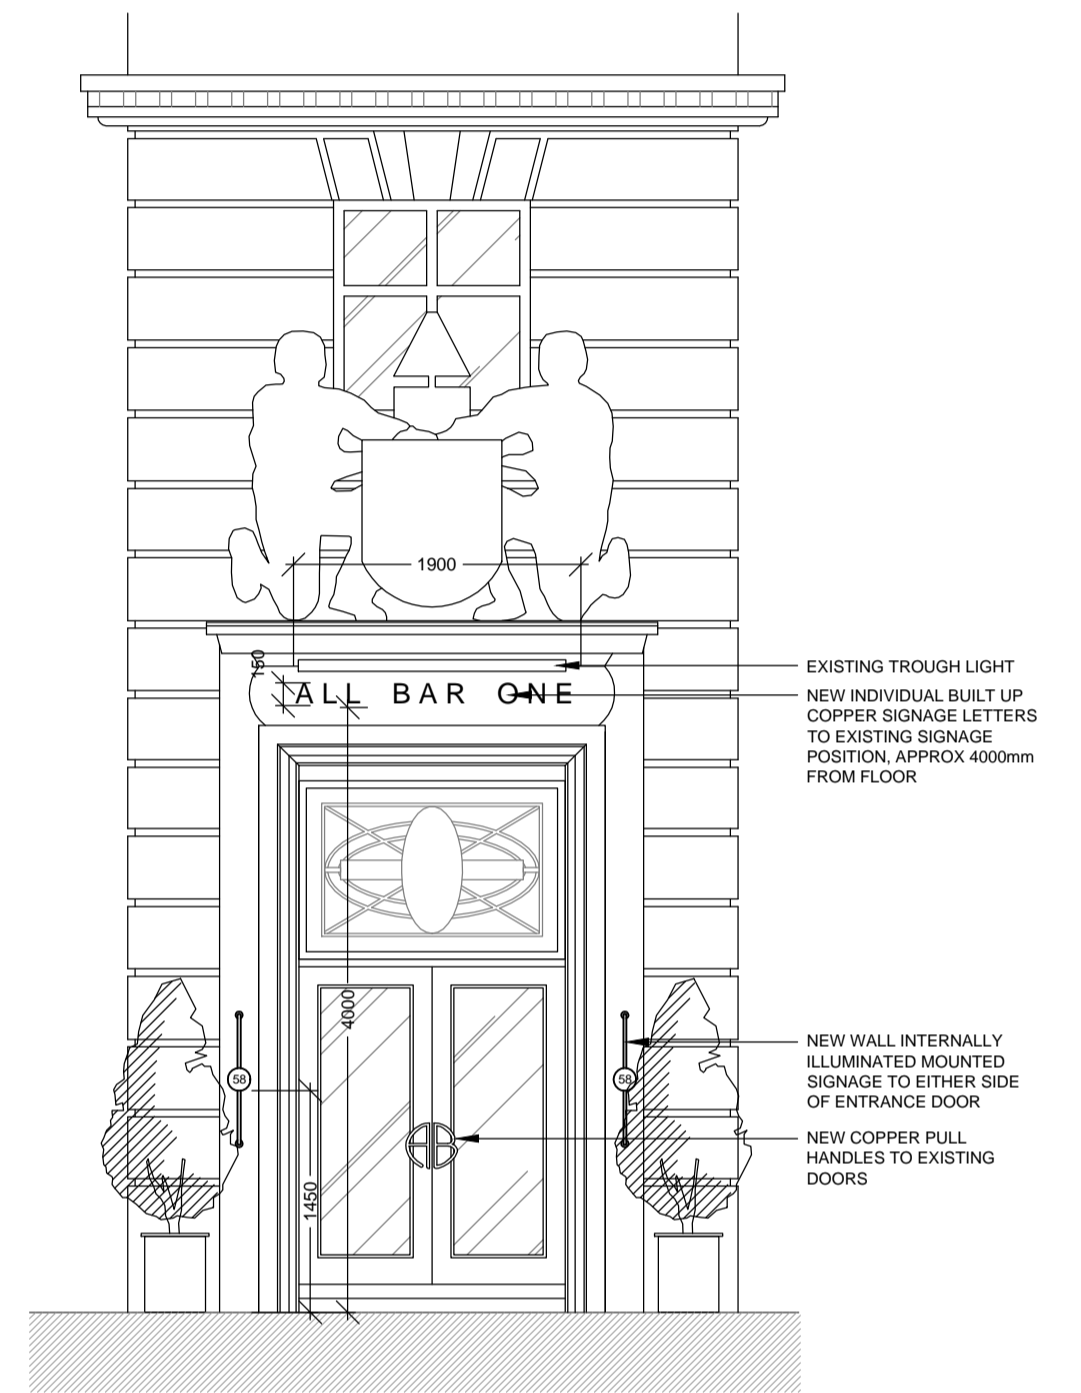 1900
EXISTING TROUGH LIGHT
150
ALL BAR ONE
NEW INDIVIDUAL BUILT UP
COPPER SIGNAGE LETTERS
TO EXISTING SIGNAGE
POSITION, APPROX 4000mm
FROM FLOOR
4000
58
58
NEW WALL INTERNALLY
ILLUMINATED MOUNTED
SIGNAGE TO EITHER SIDE
OF ENTRANCE DOOR
NEW COPPER PULL
HANDLES TO EXISTING
DOORS
1450